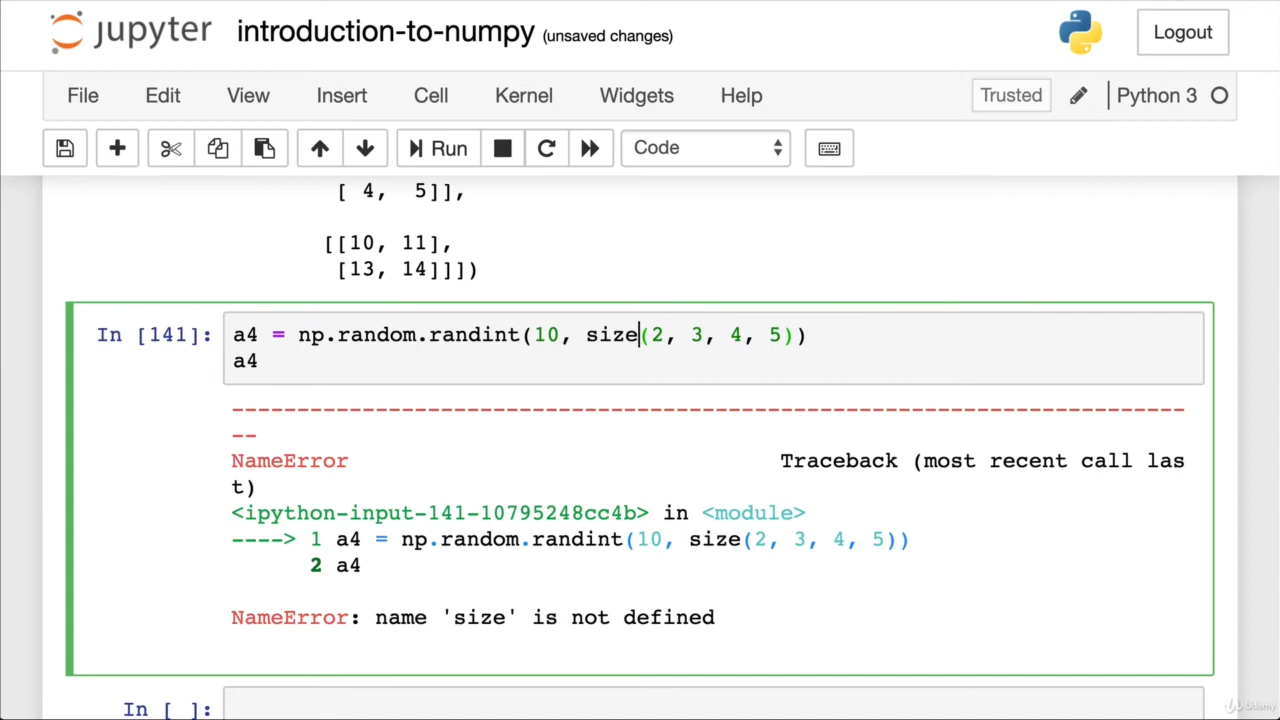 jupyter introduction-to-numpy (unsaved changes) Logout
File Edit View Insert Cell Kernel Widgets Help Trusted Python 3
Run Code
[ 4,  5]],
[[10, 11],
[13, 14]]])
In [141]: a4 = np.random.randint(10, size(2, 3, 4, 5))
a4
---------------------------------------------------------------------------
NameError Traceback (most recent call las
t)
<ipython-input-141-10795248cc4b> in <module>
----> 1 a4 = np.random.randint(10, size(2, 3, 4, 5))
2 a4
NameError: name 'size' is not defined
In [ ]:
Udemy